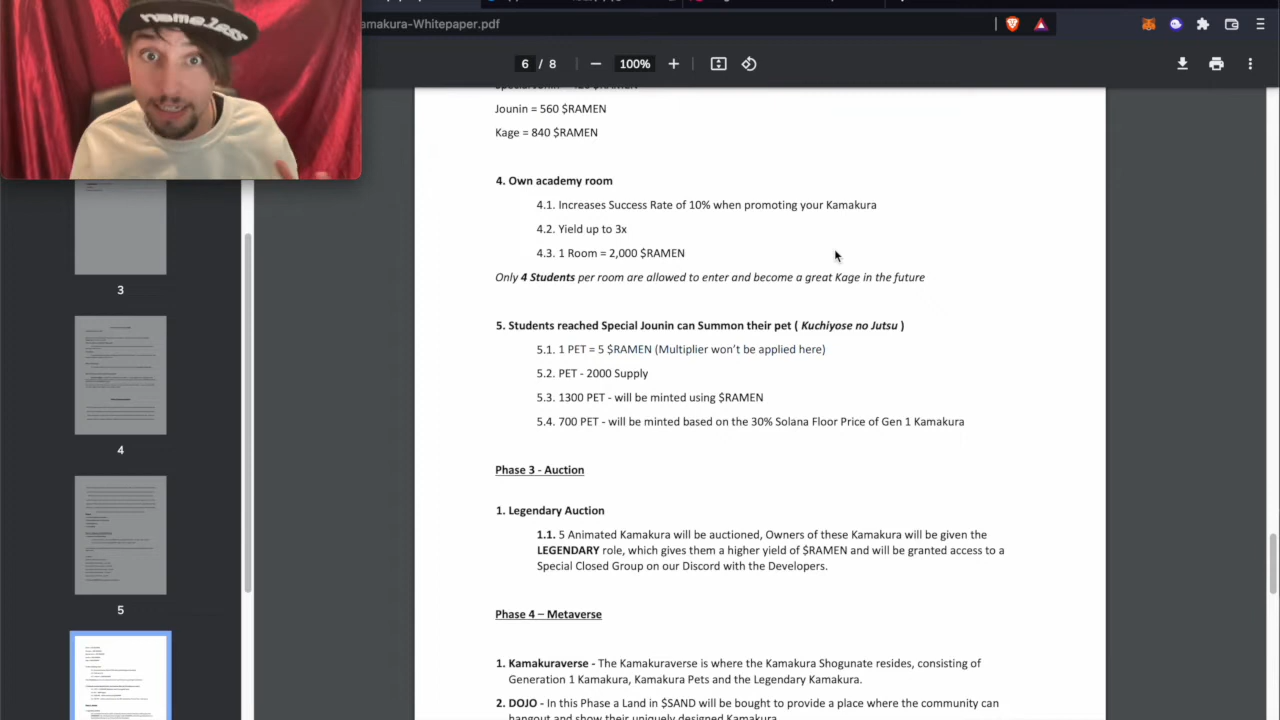 nameless
amakura-Whitepaper.pdf
6 / 8
100%
Jounin = 560 $RAMEN
Kage = 840 $RAMEN
4. Own academy room
4.1. Increases Success Rate of 10% when promoting your Kamakura
4.2. Yield up to 3x
4.3. 1 Room = 2,000 $RAMEN
Only 4 Students per room are allowed to enter and become a great Kage in the future
5. Students reached Special Jounin can Summon their pet ( Kuchiyose no Jutsu )
5.1. 1 PET = 5 $RAMEN (Multiplier won't be applied here)
5.2. PET - 2000 Supply
5.3. 1300 PET - will be minted using $RAMEN
5.4. 700 PET - will be minted based on the 30% Solana Floor Price of Gen 1 Kamakura
Phase 3 - Auction
1. Legendary Auction
1.1. 5 Animated Kamakura will be auctioned, Owners of these Kamakura will be given the
LEGENDARY role, which gives them a higher yield of $RAMEN and will be granted access to a
Special Closed Group on our Discord with the Developers.
Phase 4 – Metaverse
1. Kamakuraverse - The Kamakuraverse is where the Kamakura Shogunate resides, consisting of
Generation 1 Kamakura, Kamakura Pets and the Legendary Kamakura.
2. DOJO - In this Phase a Land in $SAND will be bought to provide a place where the community can
hangout and show their uniquely designed Kamakura
3
4
5